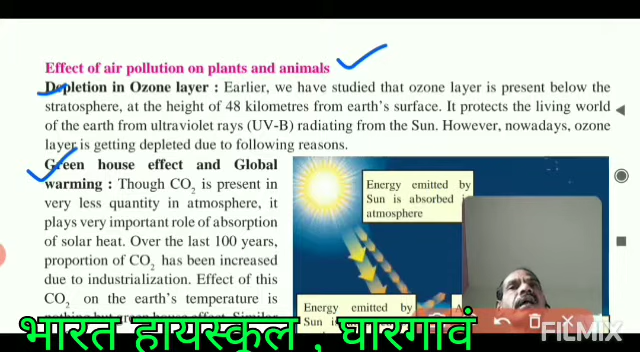 Effect of air pollution on plants and animals
Depletion in Ozone layer : Earlier, we have studied that ozone layer is present below the
stratosphere, at the height of 48 kilometres from earth's surface. It protects the living world
of the earth from ultraviolet rays (UV-B) radiating from the Sun. However, nowadays, ozone
layer is getting depleted due to following reasons.
Green house effect and Global
warming : Though CO₂ is present in
very less quantity in atmosphere, it
plays very important role of absorption
of solar heat. Over the last 100 years,
proportion of CO₂ has been increased
due to industrialization. Effect of this
CO₂ on the earth's temperature is
Energy emitted by
Sun is absorbed
atmosphere
Energy emitted by
Sun
भारत हायस्कूल , घारगावं
FILMIX